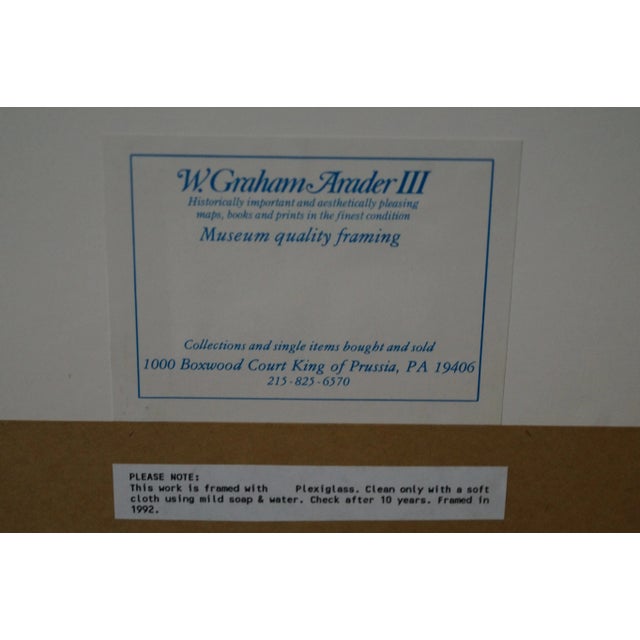 W. Graham Arader III
Historically important and aesthetically pleasing
maps, books and prints in the finest condition
Museum quality framing
Collections and single items bought and sold
1000 Boxwood Court King of Prussia, PA 19406
215-825-6570
PLEASE NOTE:
This work is framed with Plexiglass. Clean only with a soft
cloth using mild soap & water. Check after 10 years. Framed in
1992.